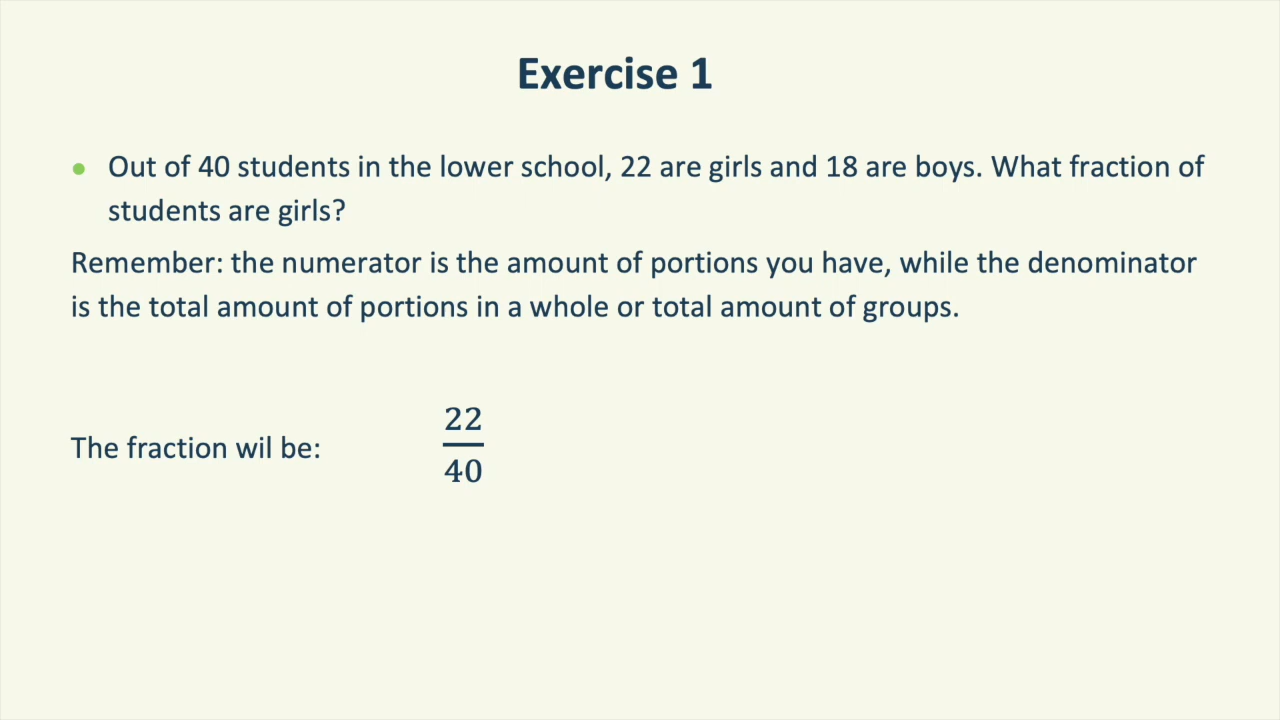 Exercise 1
• Out of 40 students in the lower school, 22 are girls and 18 are boys. What fraction of
students are girls?
Remember: the numerator is the amount of portions you have, while the denominator
is the total amount of portions in a whole or total amount of groups.
22
The fraction wil be:
40